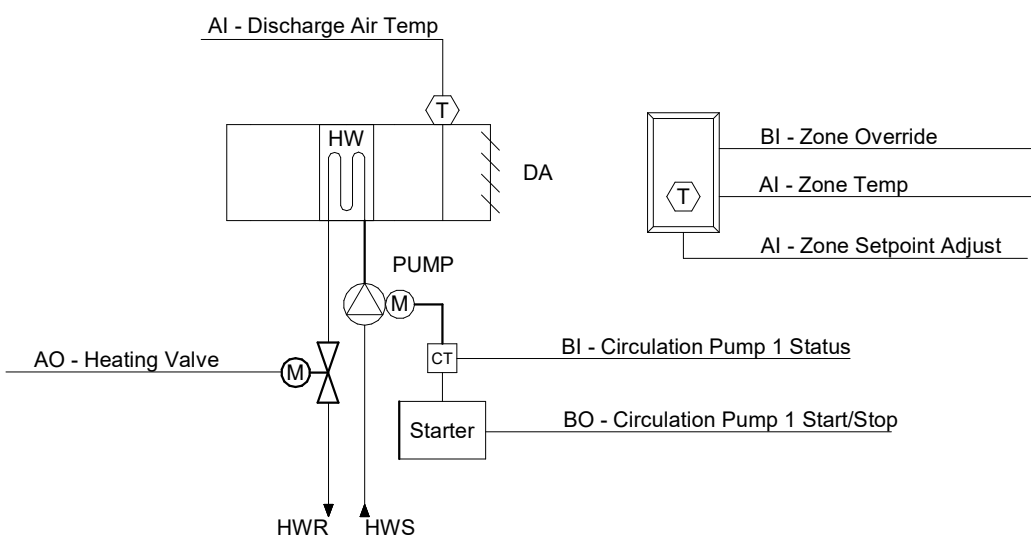 AI - Discharge Air Temp
T
HW
DA
BI - Zone Override
AI - Zone Temp
T
AI - Zone Setpoint Adjust
PUMP
M
CT
BI - Circulation Pump 1 Status
AO - Heating Valve
M
Starter
BO - Circulation Pump 1 Start/Stop
HWR
HWS